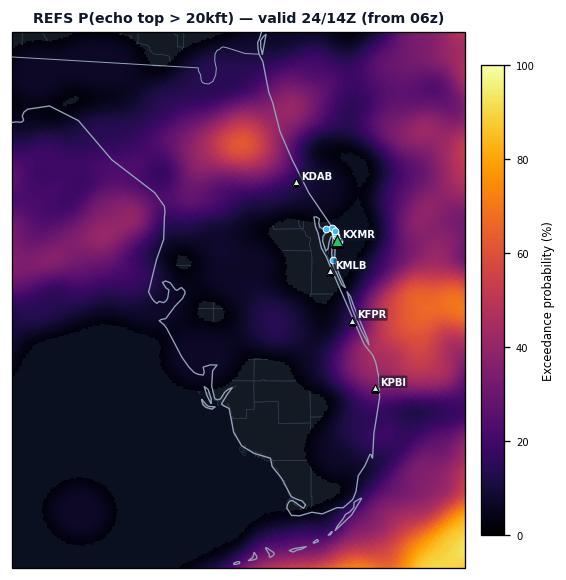 REFS P(echo top > 20kft) — valid 24/14Z (from 06z)
100
80
60
40
20
0
Exceedance probability (%)
KDAB
KXMR
KMLB
KFPR
KPBI